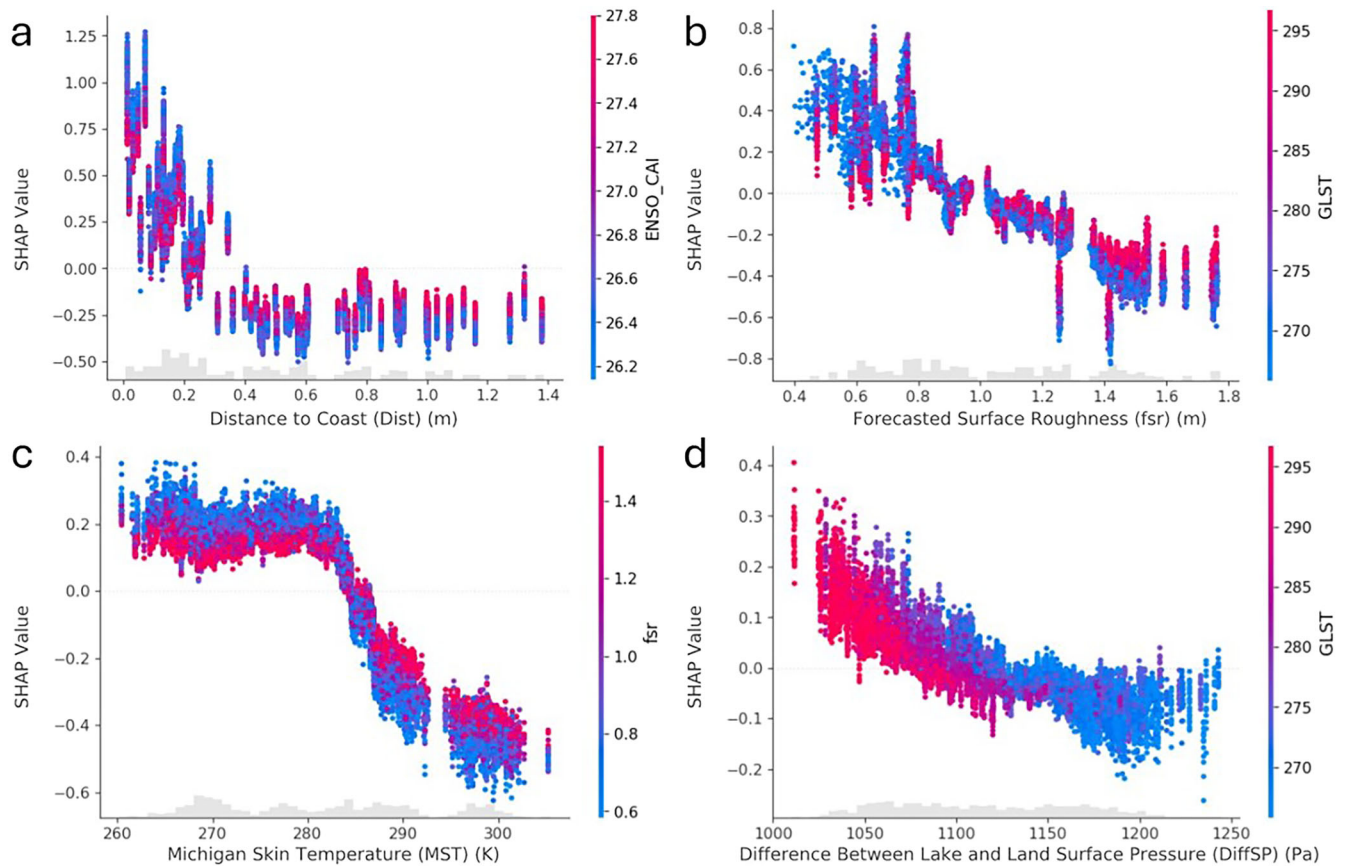 a
SHAP Value
1.25
1.00
0.75
0.50
0.25
0.00
−0.25
−0.50
0.0 0.2 0.4 0.6 0.8 1.0 1.2 1.4
Distance to Coast (Dist) (m)
27.8
27.6
27.4
27.2
27.0
26.8
26.6
26.4
26.2
ENSO_CAI
b
SHAP Value
0.8
0.6
0.4
0.2
0.0
−0.2
−0.4
−0.6
−0.8
0.4 0.6 0.8 1.0 1.2 1.4 1.6 1.8
Forecasted Surface Roughness (fsr) (m)
295
290
285
280
275
270
GLST
c
SHAP Value
0.4
0.2
0.0
−0.2
−0.4
−0.6
260 270 280 290 300
Michigan Skin Temperature (MST) (K)
1.4
1.2
1.0
0.8
0.6
fsr
d
SHAP Value
0.4
0.3
0.2
0.1
0.0
−0.1
−0.2
1000 1050 1100 1150 1200 1250
Difference Between Lake and Land Surface Pressure (DiffSP) (Pa)
295
290
285
280
275
270
GLST